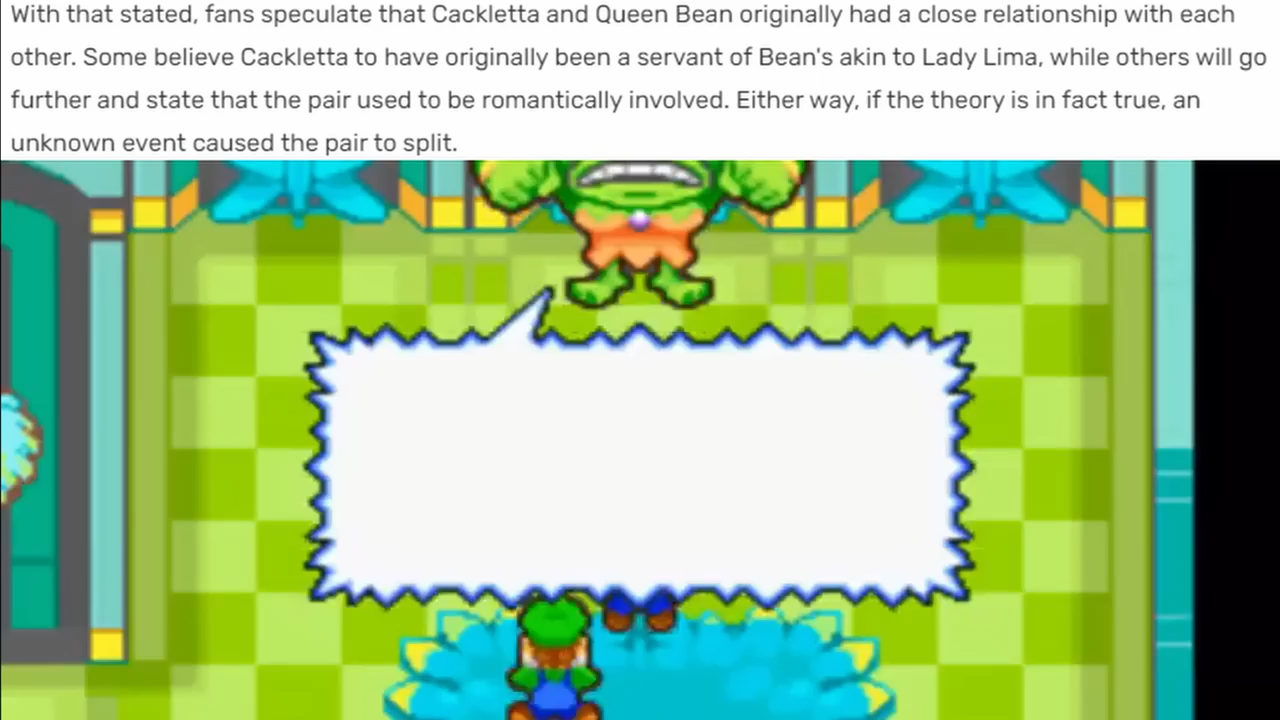 With that stated, fans speculate that Cackletta and Queen Bean originally had a close relationship with each
other. Some believe Cackletta to have originally been a servant of Bean's akin to Lady Lima, while others will go
further and state that the pair used to be romantically involved. Either way, if the theory is in fact true, an
unknown event caused the pair to split.